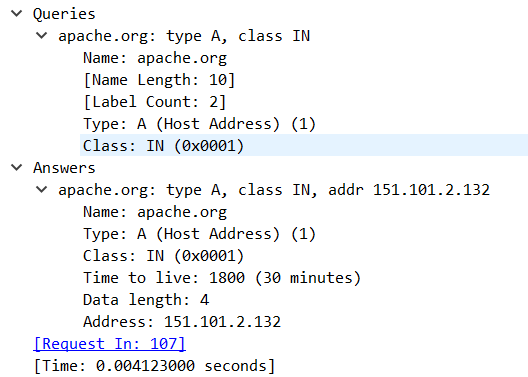 Queries
apache.org: type A, class IN
Name: apache.org
[Name Length: 10]
[Label Count: 2]
Type: A (Host Address) (1)
Class: IN (0x0001)
Answers
apache.org: type A, class IN, addr 151.101.2.132
Name: apache.org
Type: A (Host Address) (1)
Class: IN (0x0001)
Time to live: 1800 (30 minutes)
Data length: 4
Address: 151.101.2.132
[Request In: 107]
[Time: 0.004123000 seconds]